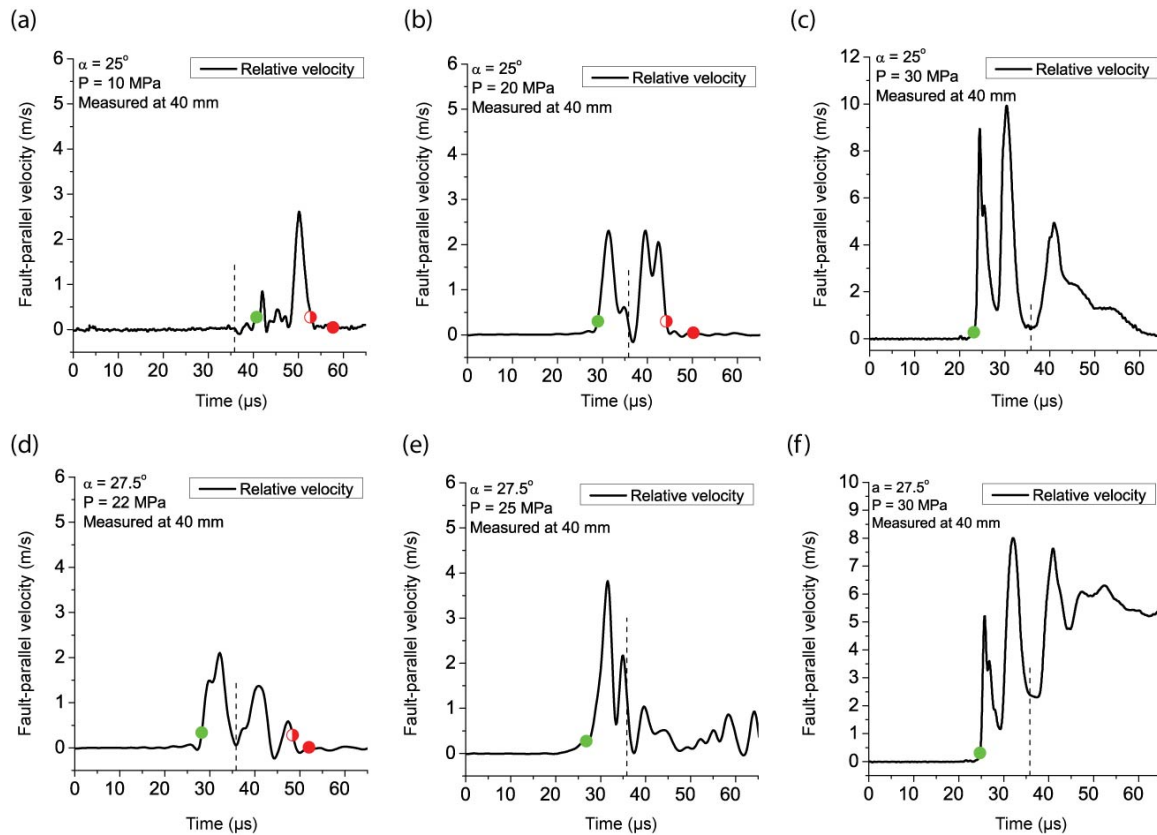 (a)
α = 25°
P = 10 MPa
Measured at 40 mm
Relative velocity
Fault-parallel velocity (m/s)
6
5
4
3
2
1
0
0 10 20 30 40 50 60
Time (μs)
(b)
α = 25°
P = 20 MPa
Measured at 40 mm
Relative velocity
Fault-parallel velocity (m/s)
6
5
4
3
2
1
0
0 10 20 30 40 50 60
Time (μs)
(c)
α = 25°
P = 30 MPa
Measured at 40 mm
Relative velocity
Fault-parallel velocity (m/s)
12
10
8
6
4
2
0
0 10 20 30 40 50 60
Time (μs)
(d)
α = 27.5°
P = 22 MPa
Measured at 40 mm
Relative velocity
Fault-parallel velocity (m/s)
6
5
4
3
2
1
0
0 10 20 30 40 50 60
Time (μs)
(e)
α = 27.5°
P = 25 MPa
Measured at 40 mm
Relative velocity
Fault-parallel velocity (m/s)
6
5
4
3
2
1
0
0 10 20 30 40 50 60
Time (μs)
(f)
a = 27.5°
P = 30 MPa
Measured at 40 mm
Relative velocity
Fault-parallel velocity (m/s)
10
9
8
7
6
5
4
3
2
1
0
0 10 20 30 40 50 60
Time (μs)